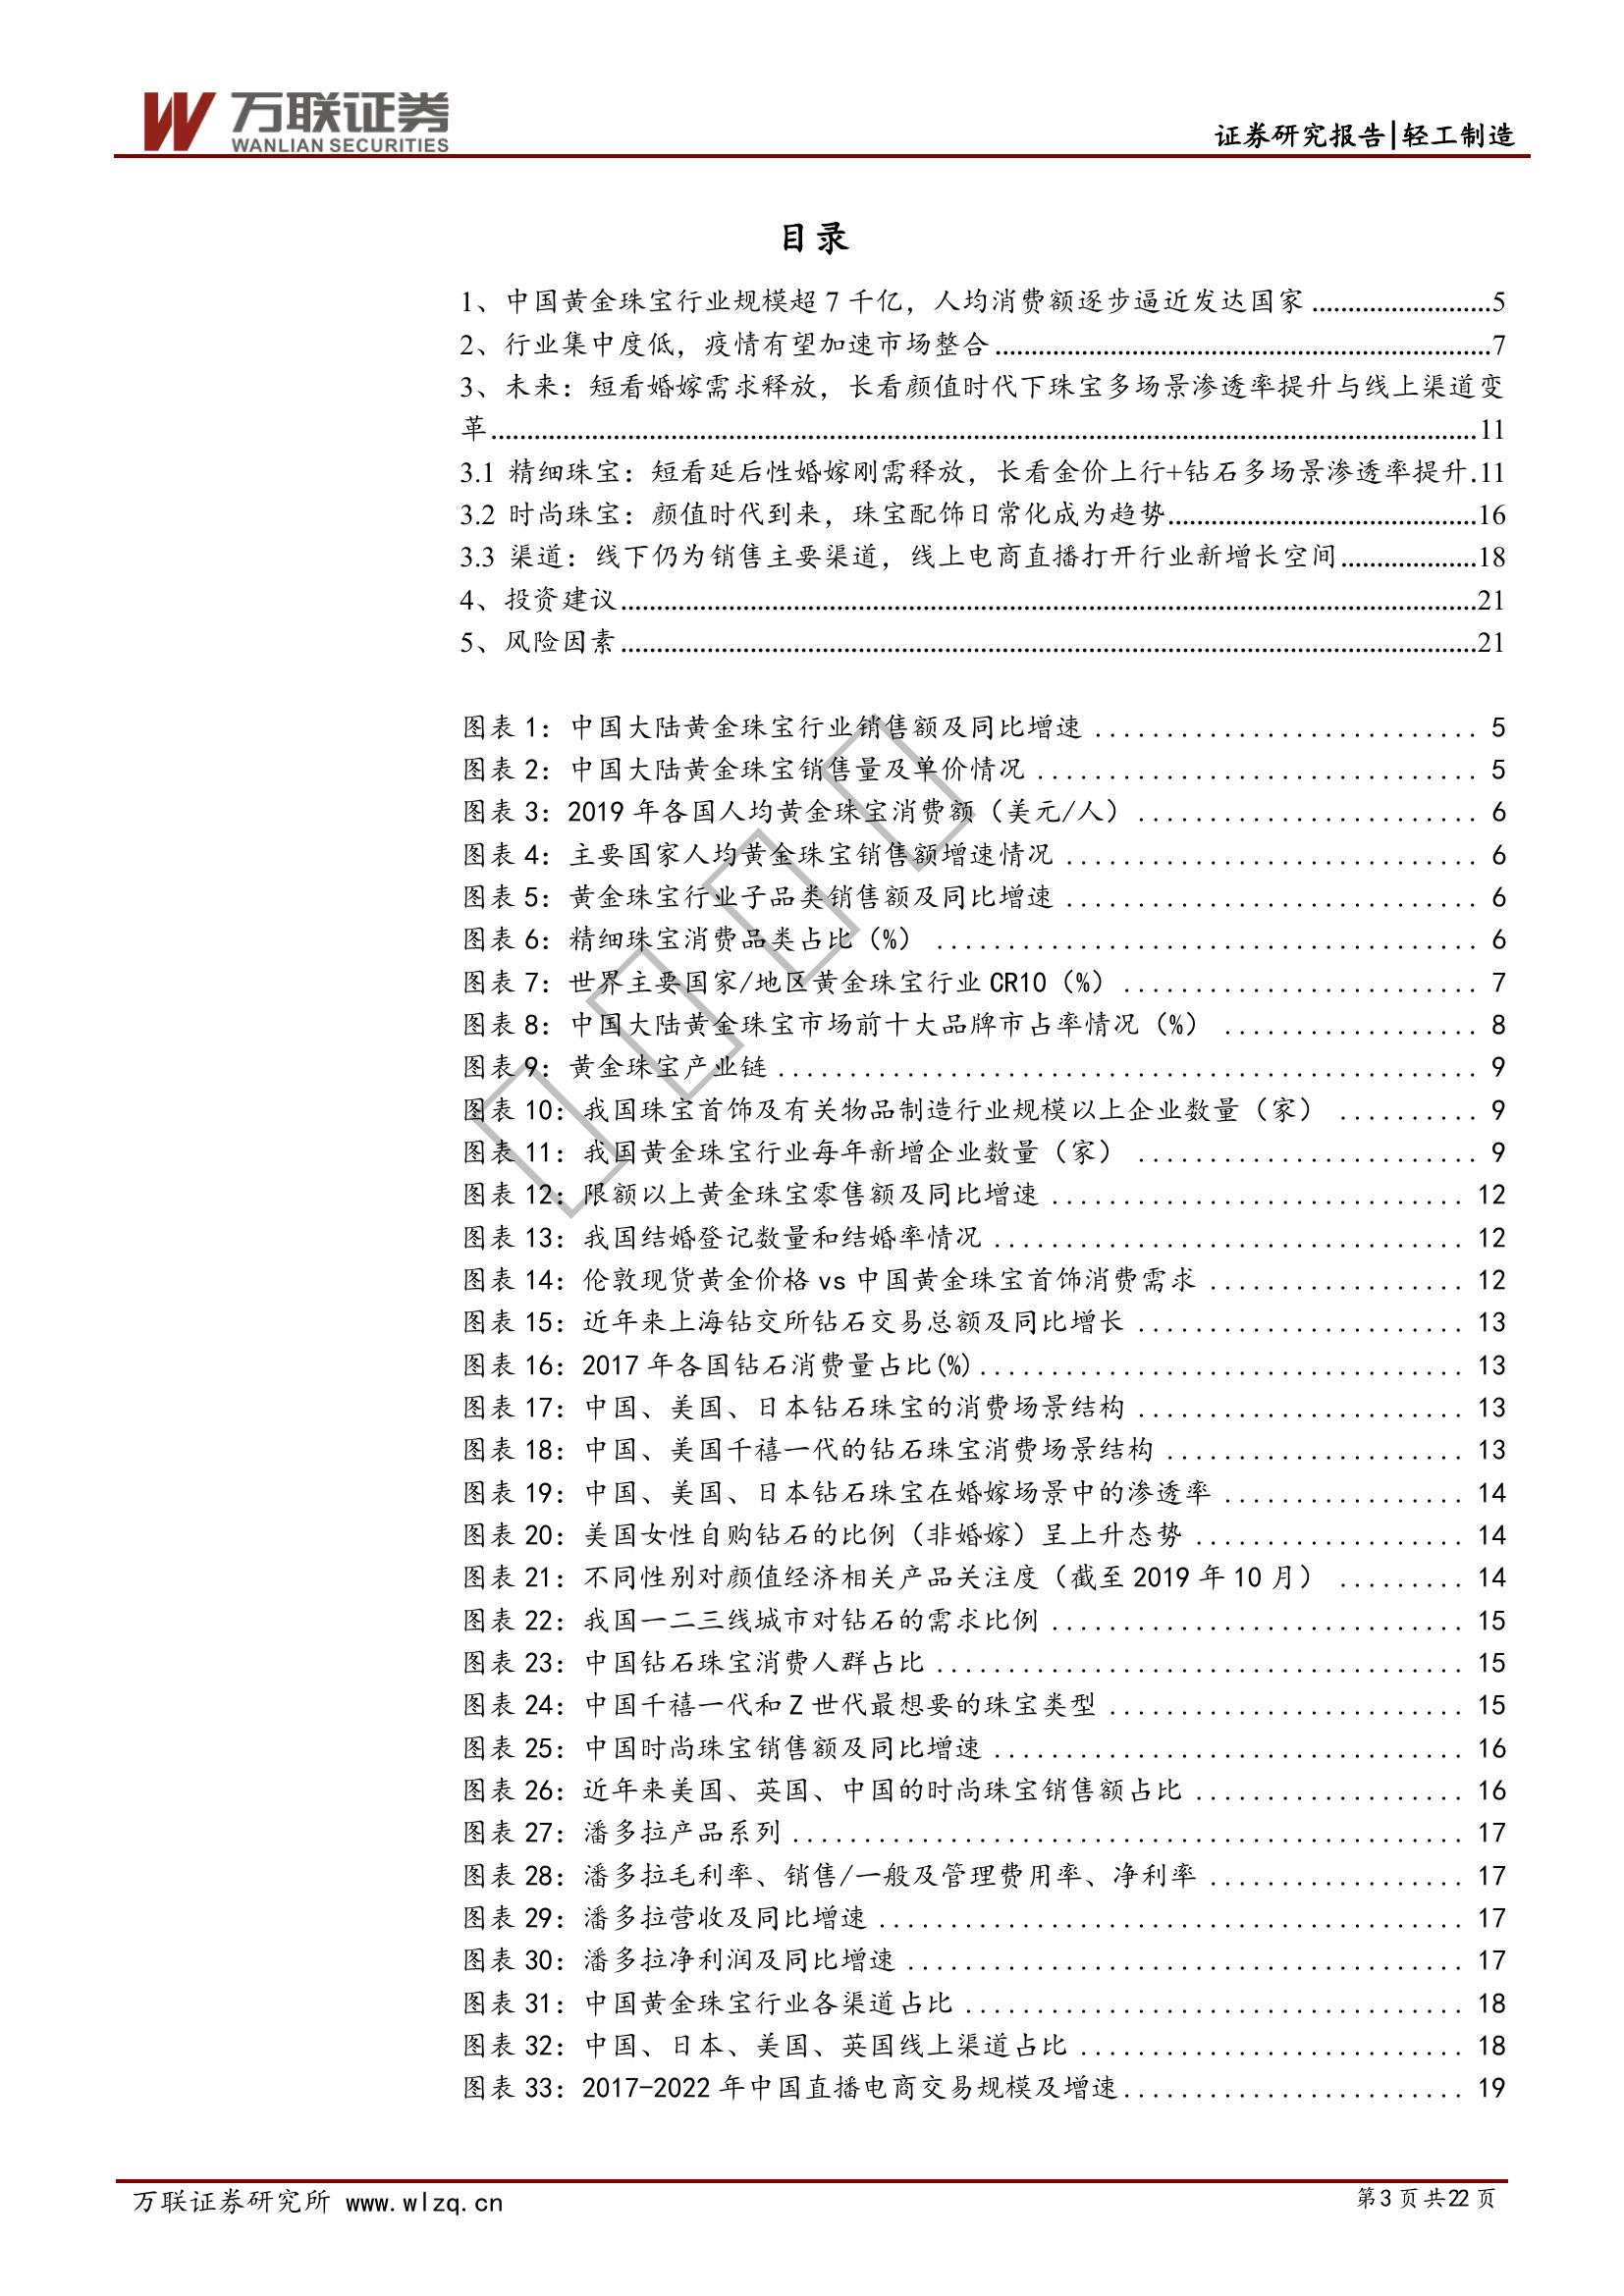 万联证券
WANLIAN SECURITIES
证券研究报告|轻工制造
目录
1、中国黄金珠宝行业规模超 7 千亿，人均消费额逐步逼近发达国家 .........................5
2、行业集中度低，疫情有望加速市场整合 .....................................................................7
3、未来：短看婚嫁需求释放，长看颜值时代下珠宝多场景渗透率提升与线上渠道变
革.........................................................................................................................................11
3.1 精细珠宝：短看延后性婚嫁刚需释放，长看金价上行+钻石多场景渗透率提升.11
3.2 时尚珠宝：颜值时代到来，珠宝配饰日常化成为趋势...........................................16
3.3 渠道：线下仍为销售主要渠道，线上电商直播打开行业新增长空间...................18
4、投资建议.......................................................................................................................21
5、风险因素.......................................................................................................................21
图表 1：中国大陆黄金珠宝行业销售额及同比增速 ........................... 5
图表 2：中国大陆黄金珠宝销售量及单价情况 ............................... 5
图表 3：2019 年各国人均黄金珠宝消费额（美元/人） ........................ 6
图表 4：主要国家人均黄金珠宝销售额增速情况 ............................. 6
图表 5：黄金珠宝行业子品类销售额及同比增速 ............................. 6
图表 6：精细珠宝消费品类占比（%） ...................................... 6
图表 7：世界主要国家/地区黄金珠宝行业 CR10（%） ......................... 7
图表 8：中国大陆黄金珠宝市场前十大品牌市占率情况（%） .................. 8
图表 9：黄金珠宝产业链 ................................................. 9
图表 10：我国珠宝首饰及有关物品制造行业规模以上企业数量（家） .......... 9
图表 11：我国黄金珠宝行业每年新增企业数量（家） ........................ 9
图表 12：限额以上黄金珠宝零售额及同比增速 ............................. 12
图表 13：我国结婚登记数量和结婚率情况 ................................. 12
图表 14：伦敦现货黄金价格 vs 中国黄金珠宝首饰消费需求 .................. 12
图表 15：近年来上海钻交所钻石交易总额及同比增长 ....................... 13
图表 16：2017 年各国钻石消费量占比(%).................................. 13
图表 17：中国、美国、日本钻石珠宝的消费场景结构 ....................... 13
图表 18：中国、美国千禧一代的钻石珠宝消费场景结构 ..................... 13
图表 19：中国、美国、日本钻石珠宝在婚嫁场景中的渗透率 ................. 14
图表 20：美国女性自购钻石的比例（非婚嫁）呈上升态势 ................... 14
图表 21：不同性别对颜值经济相关产品关注度（截至 2019 年 10 月） ......... 14
图表 22：我国一二三线城市对钻石的需求比例 ............................. 15
图表 23：中国钻石珠宝消费人群占比 ..................................... 15
图表 24：中国千禧一代和 Z 世代最想要的珠宝类型 ......................... 15
图表 25：中国时尚珠宝销售额及同比增速 ................................. 16
图表 26：近年来美国、英国、中国的时尚珠宝销售额占比 ................... 16
图表 27：潘多拉产品系列 ............................................... 17
图表 28：潘多拉毛利率、销售/一般及管理费用率、净利率 .................. 17
图表 29：潘多拉营收及同比增速 ......................................... 17
图表 30：潘多拉净利润及同比增速 ....................................... 17
图表 31：中国黄金珠宝行业各渠道占比 ................................... 18
图表 32：中国、日本、美国、英国线上渠道占比 ........................... 18
图表 33：2017-2022 年中国直播电商交易规模及增速........................ 19
万联证券研究所 www.wlzq.cn
第3 页共22 页